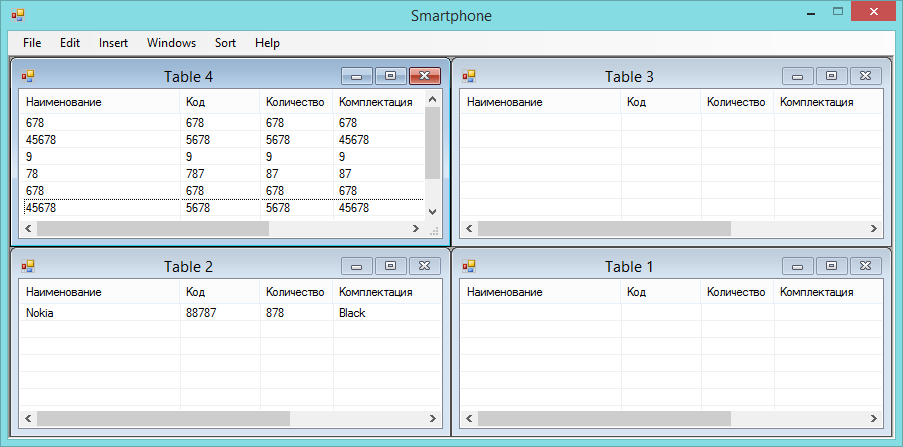 Smartphone
File Edit Insert Windows Sort Help
Table 4
Наименование Код Количество Комплектация
678 678 678 678
45678 5678 5678 45678
9 9 9 9
78 787 87 87
678 678 678 678
45678 5678 5678 45678
Table 3
Наименование Код Количество Комплектация
Table 2
Наименование Код Количество Комплектация
Nokia 88787 878 Black
Table 1
Наименование Код Количество Комплектация